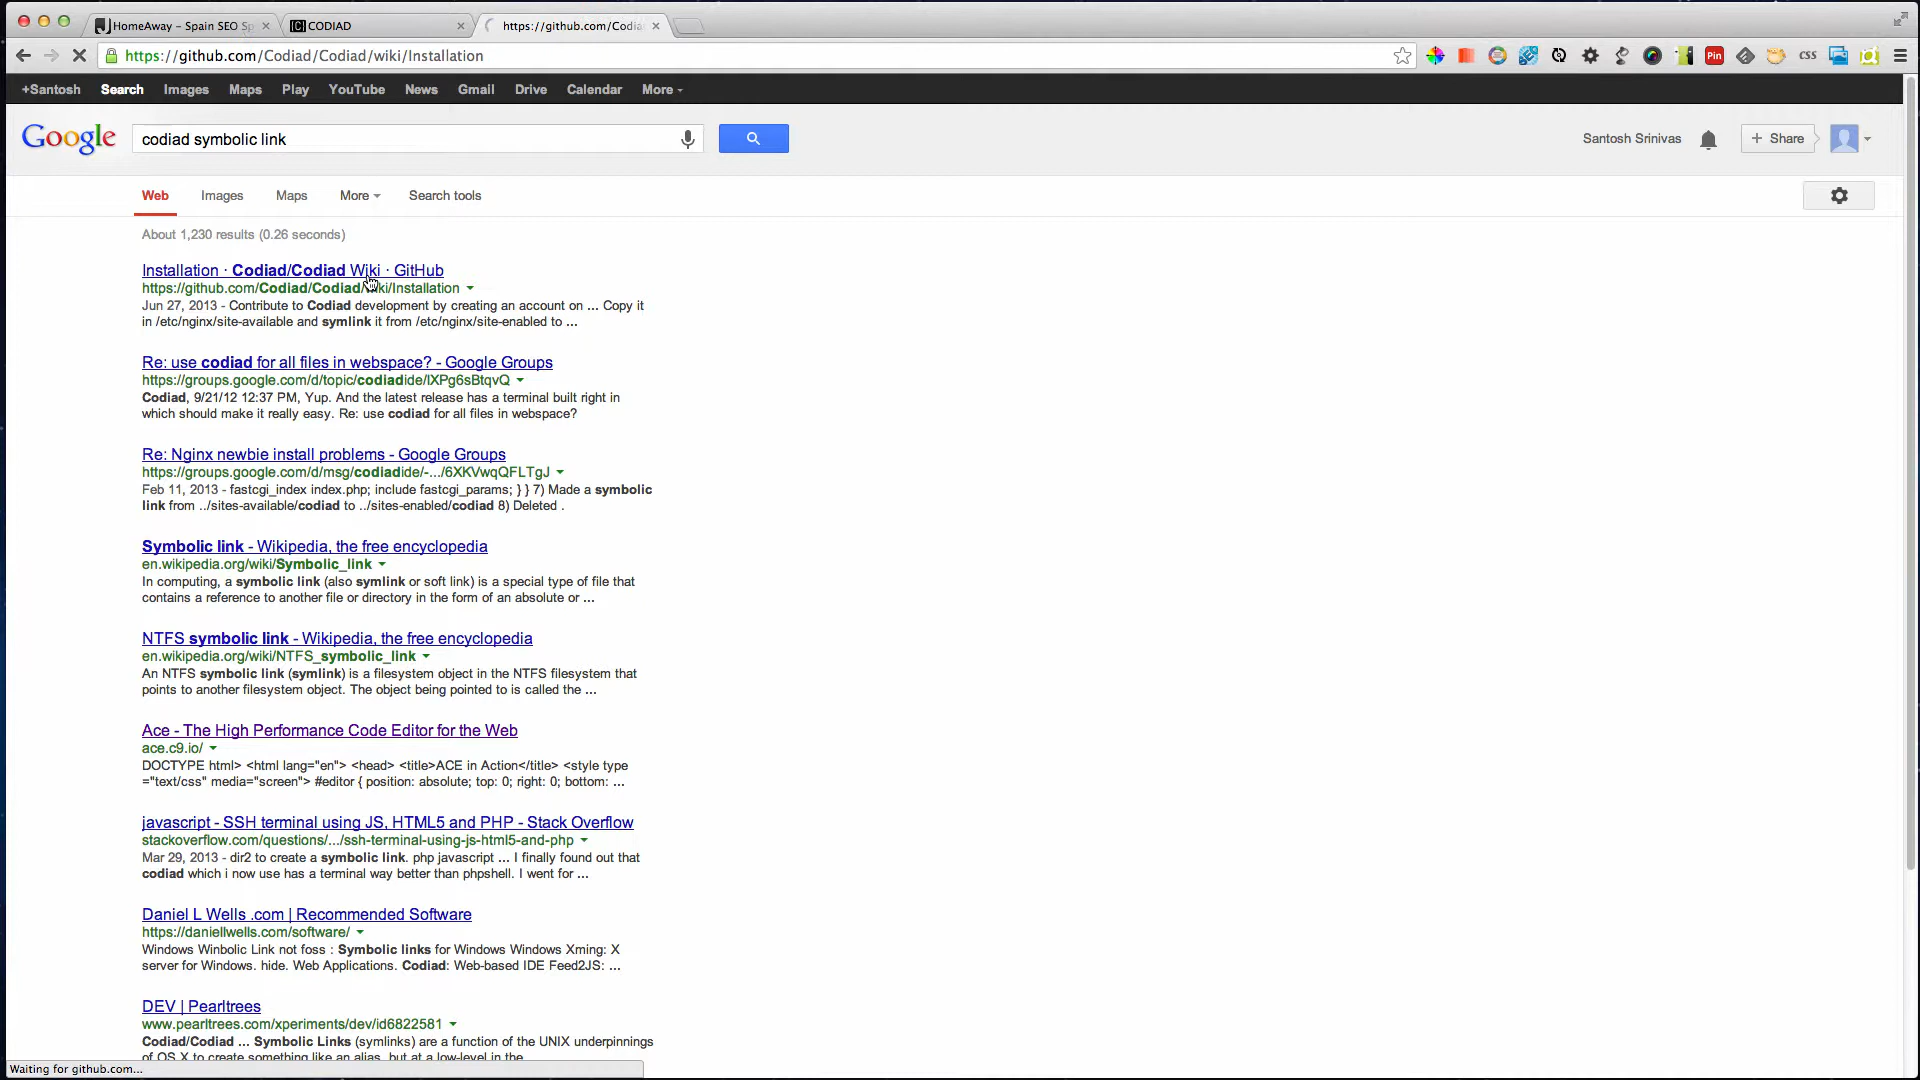 HomeAway – Spain SEO Sp
CODIAD
https://github.com/Codia
https://github.com/Codiad/Codiad/wiki/Installation
Pin
css
+Santosh Search Images Maps Play YouTube News Gmail Drive Calendar More
Google
codiad symbolic link
Santosh Srinivas
+ Share
Web Images Maps More Search tools
About 1,230 results (0.26 seconds)
Installation · Codiad/Codiad Wiki · GitHub
https://github.com/Codiad/Codiad/wiki/Installation
Jun 27, 2013 - Contribute to Codiad development by creating an account on ... Copy it
in /etc/nginx/site-available and symlink it from /etc/nginx/site-enabled to ...
Re: use codiad for all files in webspace? - Google Groups
https://groups.google.com/d/topic/codiadide/lXPg6sBtqvQ
Codiad, 9/21/12 12:37 PM, Yup. And the latest release has a terminal built right in
which should make it really easy. Re: use codiad for all files in webspace?
Re: Nginx newbie install problems - Google Groups
https://groups.google.com/d/msg/codiadide/-.../6XKVwqQFLTgJ
Feb 11, 2013 - fastcgi_index index.php; include fastcgi_params; } } 7) Made a symbolic
link from ../sites-available/codiad to ../sites-enabled/codiad 8) Deleted .
Symbolic link - Wikipedia, the free encyclopedia
en.wikipedia.org/wiki/Symbolic_link
In computing, a symbolic link (also symlink or soft link) is a special type of file that
contains a reference to another file or directory in the form of an absolute or ...
NTFS symbolic link - Wikipedia, the free encyclopedia
en.wikipedia.org/wiki/NTFS_symbolic_link
An NTFS symbolic link (symlink) is a filesystem object in the NTFS filesystem that
points to another filesystem object. The object being pointed to is called the ...
Ace - The High Performance Code Editor for the Web
ace.c9.io/
DOCTYPE html> <html lang="en"> <head> <title>ACE in Action</title> <style type
="text/css" media="screen"> #editor { position: absolute; top: 0; right: 0; bottom: ...
javascript - SSH terminal using JS, HTML5 and PHP - Stack Overflow
stackoverflow.com/questions/.../ssh-terminal-using-js-html5-and-php
Mar 29, 2013 - dir2 to create a symbolic link. php javascript ... I finally found out that
codiad which i now use has a terminal way better than phpshell. I went for ...
Daniel L Wells .com | Recommended Software
https://daniellwells.com/software/
Windows Winbolic Link not foss : Symbolic links for Windows Windows Xming: X
server for Windows. hide. Web Applications. Codiad: Web-based IDE Feed2JS: ...
DEV | Pearltrees
www.pearltrees.com/xperiments/dev/id6822581
Codiad/Codiad ... Symbolic Links (symlinks) are a function of the UNIX underpinnings
of OS X to create something like an alias, but at a low-level in the
Waiting for github.com...